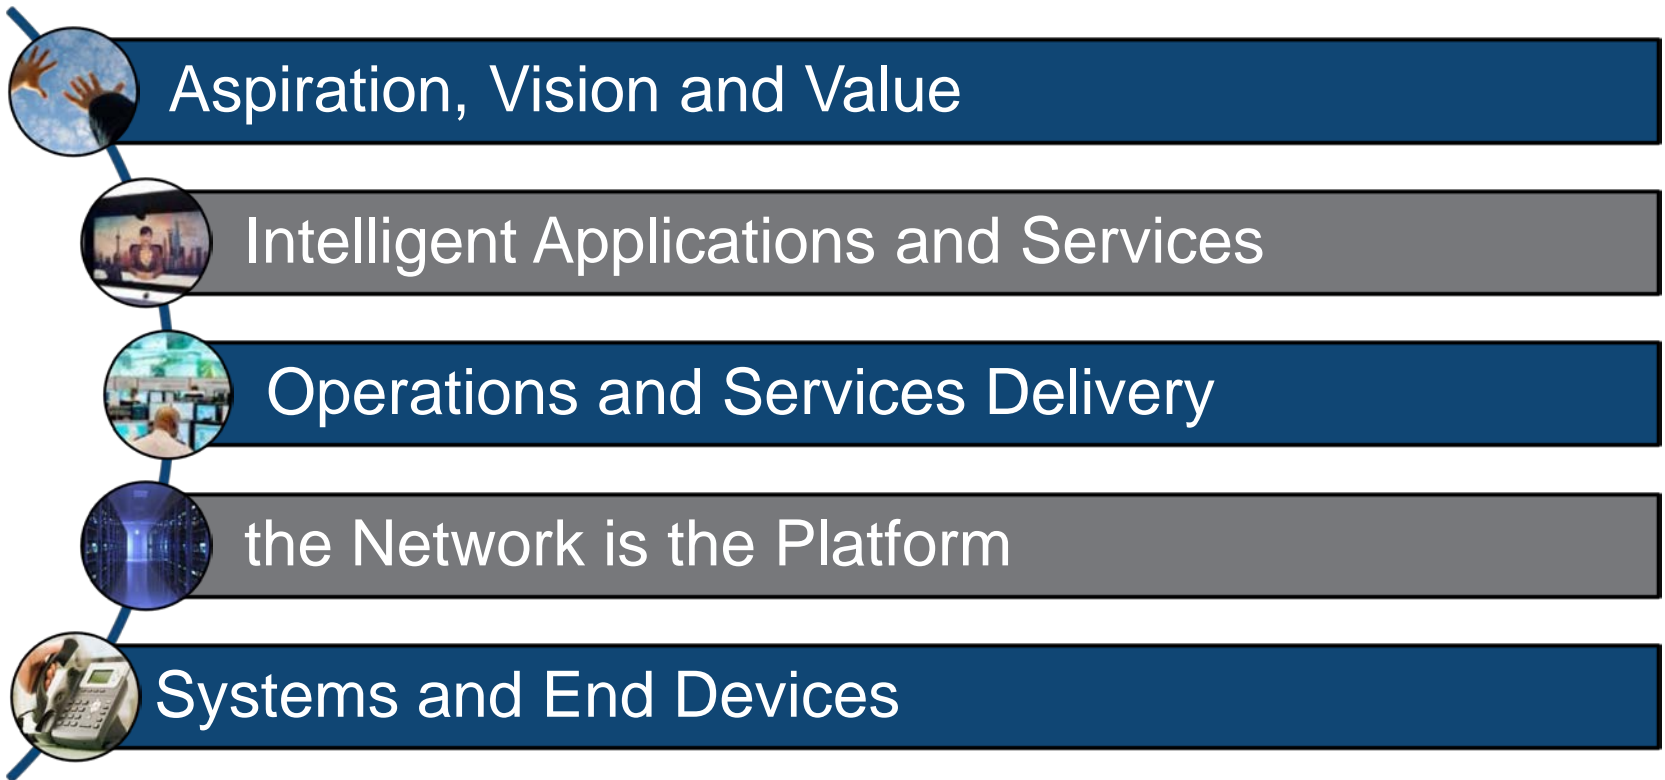 Aspiration, Vision and Value
Intelligent Applications and Services
Operations and Services Delivery
the Network is the Platform
Systems and End Devices